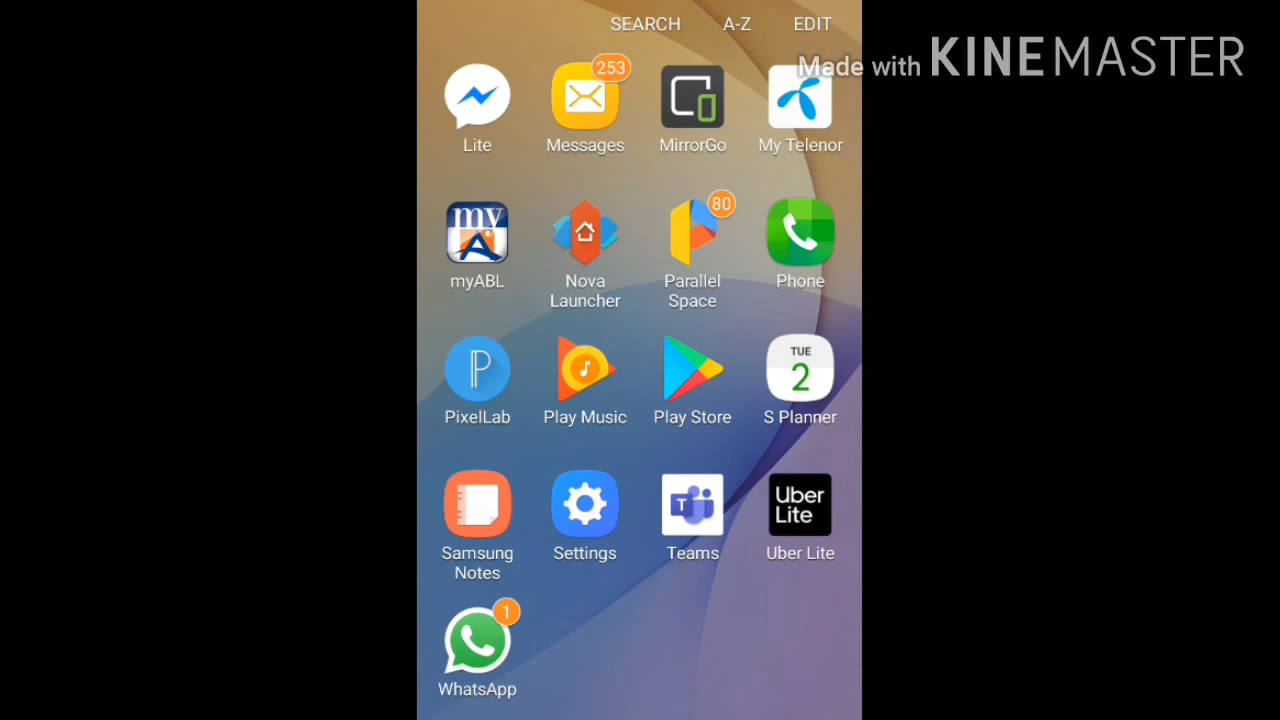 SEARCH A-Z EDIT
Made with KINEMASTER
253
Lite Messages MirrorGo My Telenor
my
A
80
myABL Nova Launcher Parallel Space Phone
P
TUE
2
PixelLab Play Music Play Store S Planner
T
Uber
Lite
Samsung Notes Settings Teams Uber Lite
1
WhatsApp